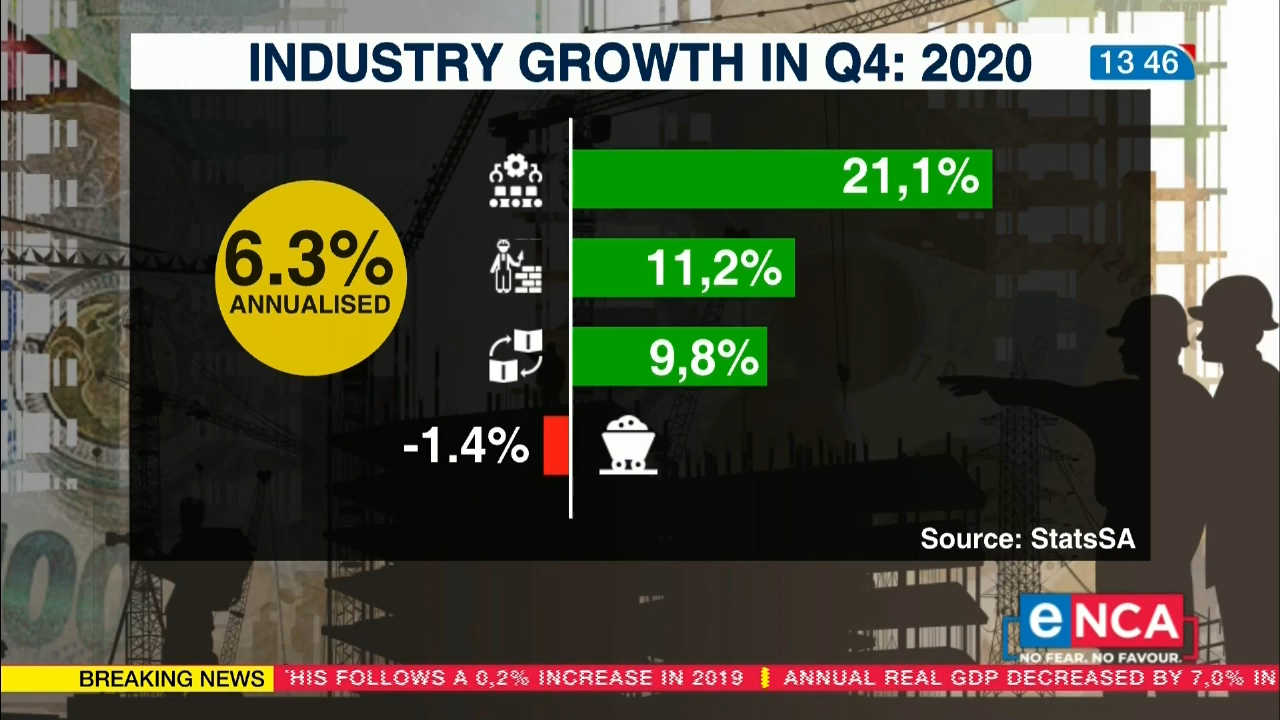 INDUSTRY GROWTH IN Q4: 2020
13 46
21,1%
6.3%
ANNUALISED
11,2%
9,8%
-1.4%
Source: StatsSA
eNCA
NO FEAR. NO FAVOUR.
BREAKING NEWS
HIS FOLLOWS A 0,2% INCREASE IN 2019 ANNUAL REAL GDP DECREASED BY 7,0% IN